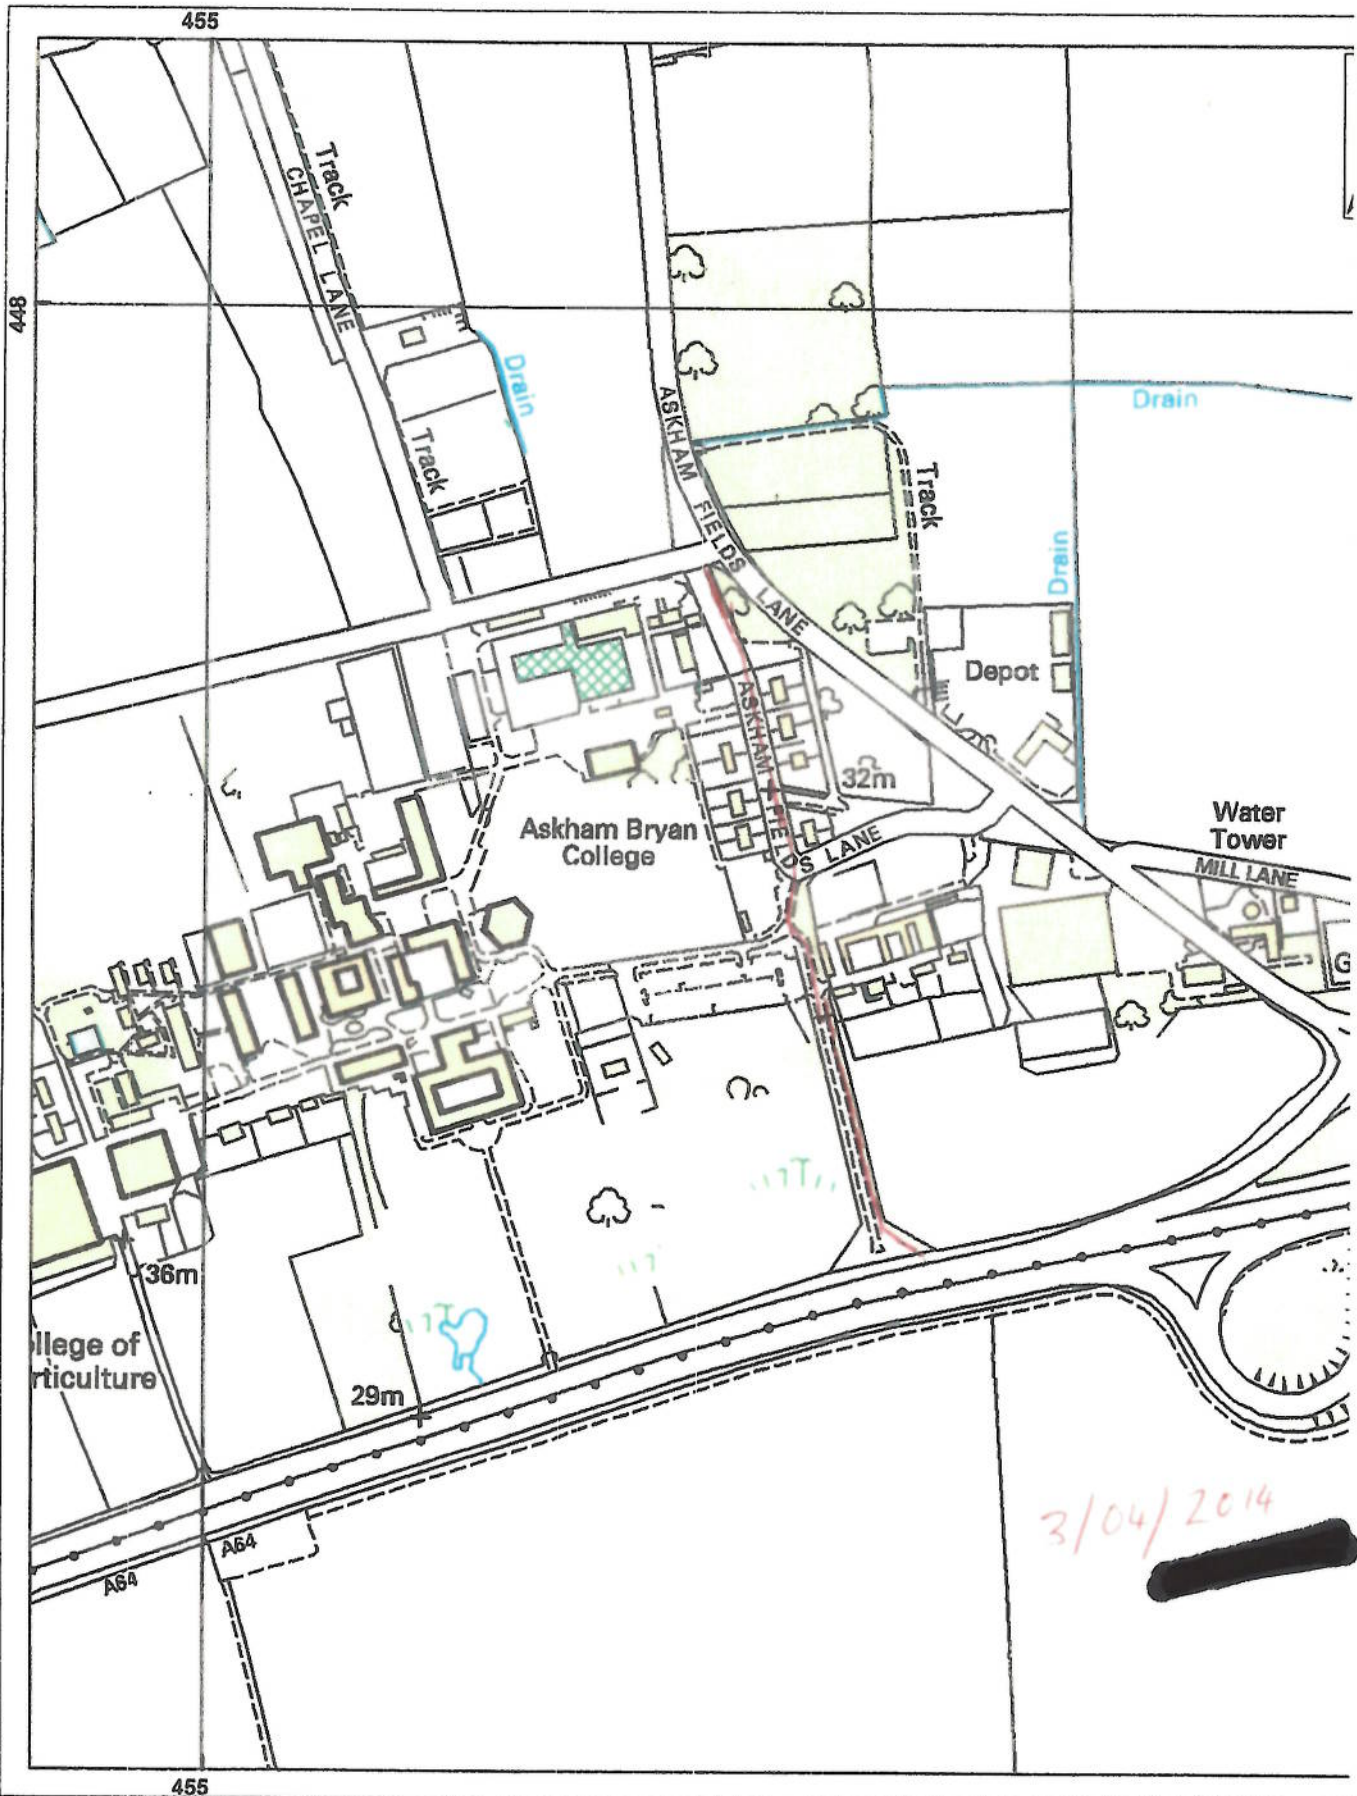 455
448
Track
CHAPEL LANE
Drain
Track
ASKHAM FIELDS LANE
Drain
Track
Drain
Depot
ASKHAM FIELDS LANE
32m
Askham Bryan
College
Water
Tower
MILL LANE
G
36m
llege of
rticulture
29m
A64
A64
3/04/2014
455